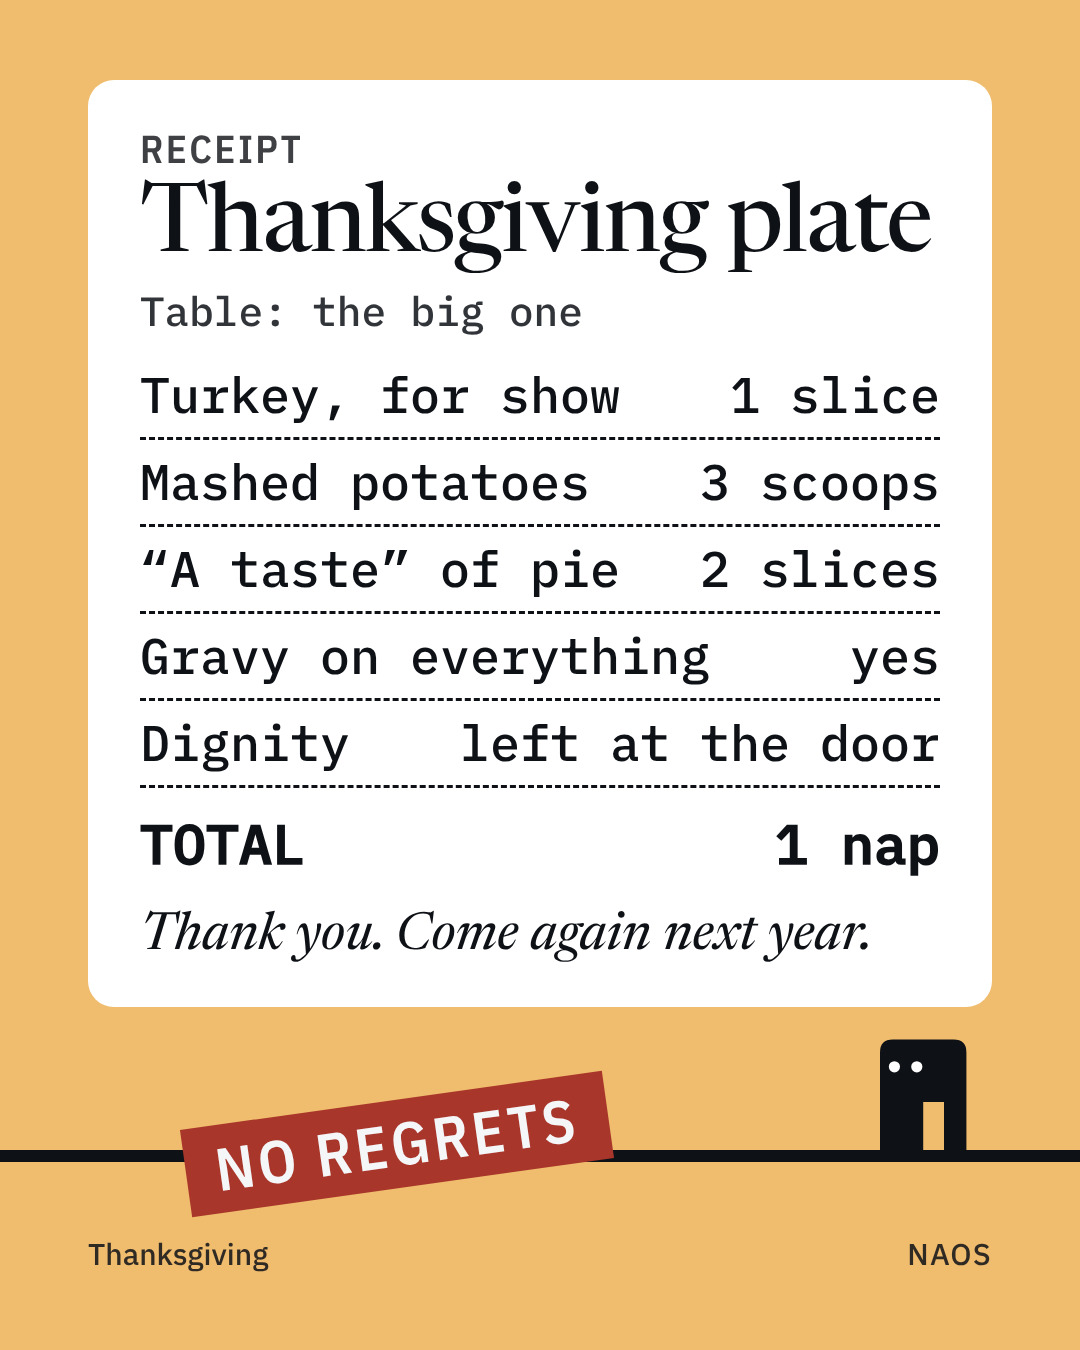 RECEIPT
Thanksgiving plate
Table: the big one
Turkey, for show 1 slice
Mashed potatoes 3 scoops
“A taste” of pie 2 slices
Gravy on everything yes
Dignity left at the door
TOTAL 1 nap
Thank you. Come again next year.
NO REGRETS
Thanksgiving NAOS